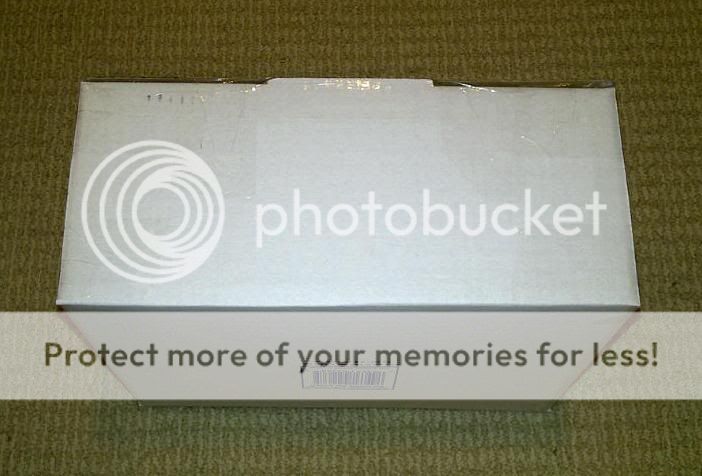 photobucket
Protect more of your memories for less!